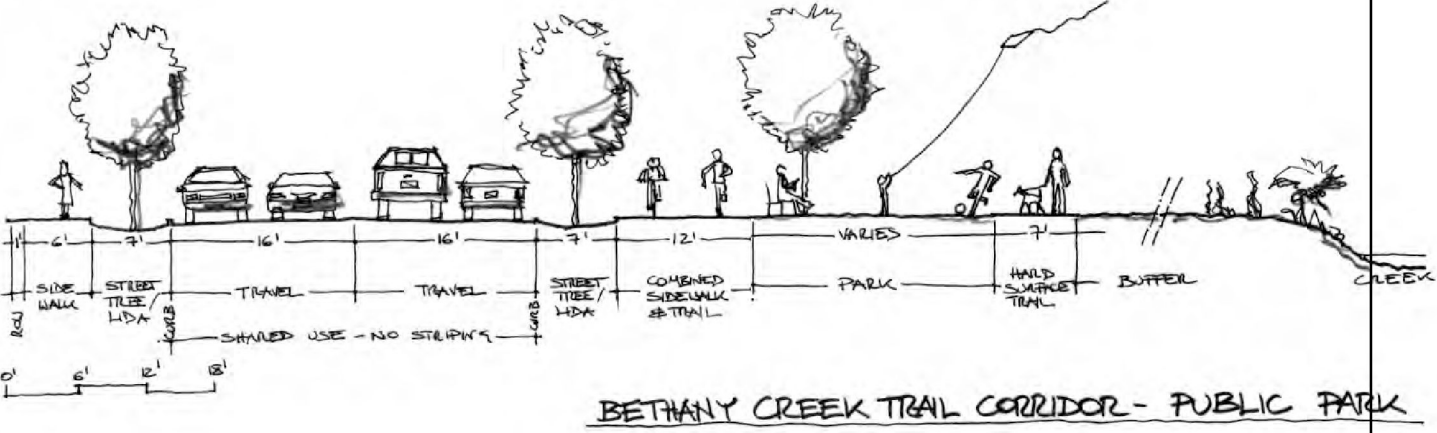 1' 6' 7' 16' 16' 7' 12' VARIES 7'
ROW
SIDE
WALK
STREET
TREE/
LIDA
CURB
TRAVEL
TRAVEL
SHARED USE - NO STRIPING
CURB
STREET
TREE/
LIDA
COMBINED
SIDEWALK
& TRAIL
PARK
HARD
SURFACE
TRAIL
BUFFER
CREEK
0' 6' 12' 18'
BETHANY CREEK TRAIL CORRIDOR - PUBLIC PARK